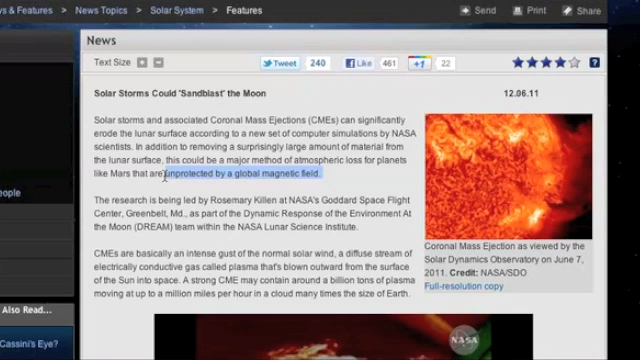 s & Features > News Topics > Solar System > Features
Send Print Share
News
Text Size + -
Tweet 240 Like 461 +1 22 ?
Solar Storms Could 'Sandblast' the Moon 12.06.11
Solar storms and associated Coronal Mass Ejections (CMEs) can significantly
erode the lunar surface according to a new set of computer simulations by NASA
scientists. In addition to removing a surprisingly large amount of material from
the lunar surface, this could be a major method of atmospheric loss for planets
like Mars that are unprotected by a global magnetic field.
The research is being led by Rosemary Killen at NASA's Goddard Space Flight
Center, Greenbelt, Md., as part of the Dynamic Response of the Environment At
the Moon (DREAM) team within the NASA Lunar Science Institute.
CMEs are basically an intense gust of the normal solar wind, a diffuse stream of
electrically conductive gas called plasma that's blown outward from the surface
of the Sun into space. A strong CME may contain around a billion tons of plasma
moving at up to a million miles per hour in a cloud many times the size of Earth.
Coronal Mass Ejection as viewed by the
Solar Dynamics Observatory on June 7,
2011. Credit: NASA/SDO
Full-resolution copy
eople
Also Read...
Cassini's Eye?
NASA